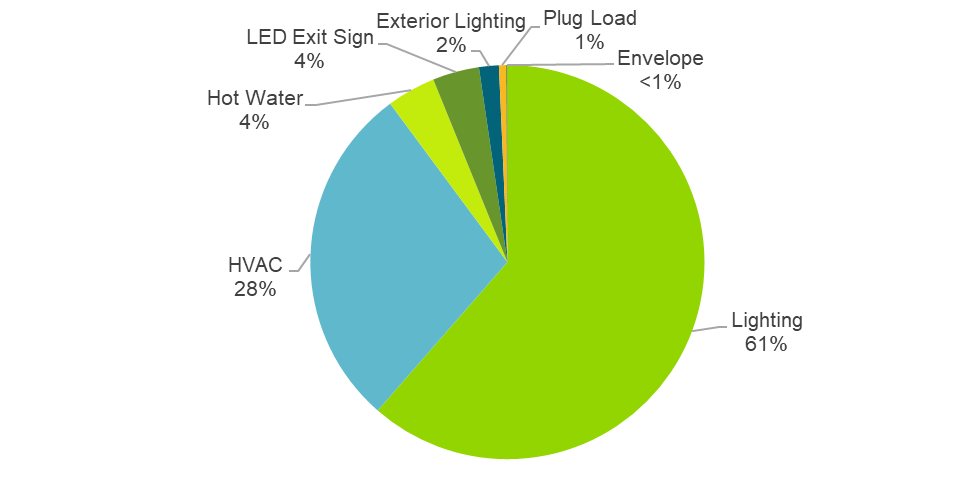 Exterior Lighting
2%
Plug Load
1%
LED Exit Sign
4%
Envelope
<1%
Hot Water
4%
HVAC
28%
Lighting
61%